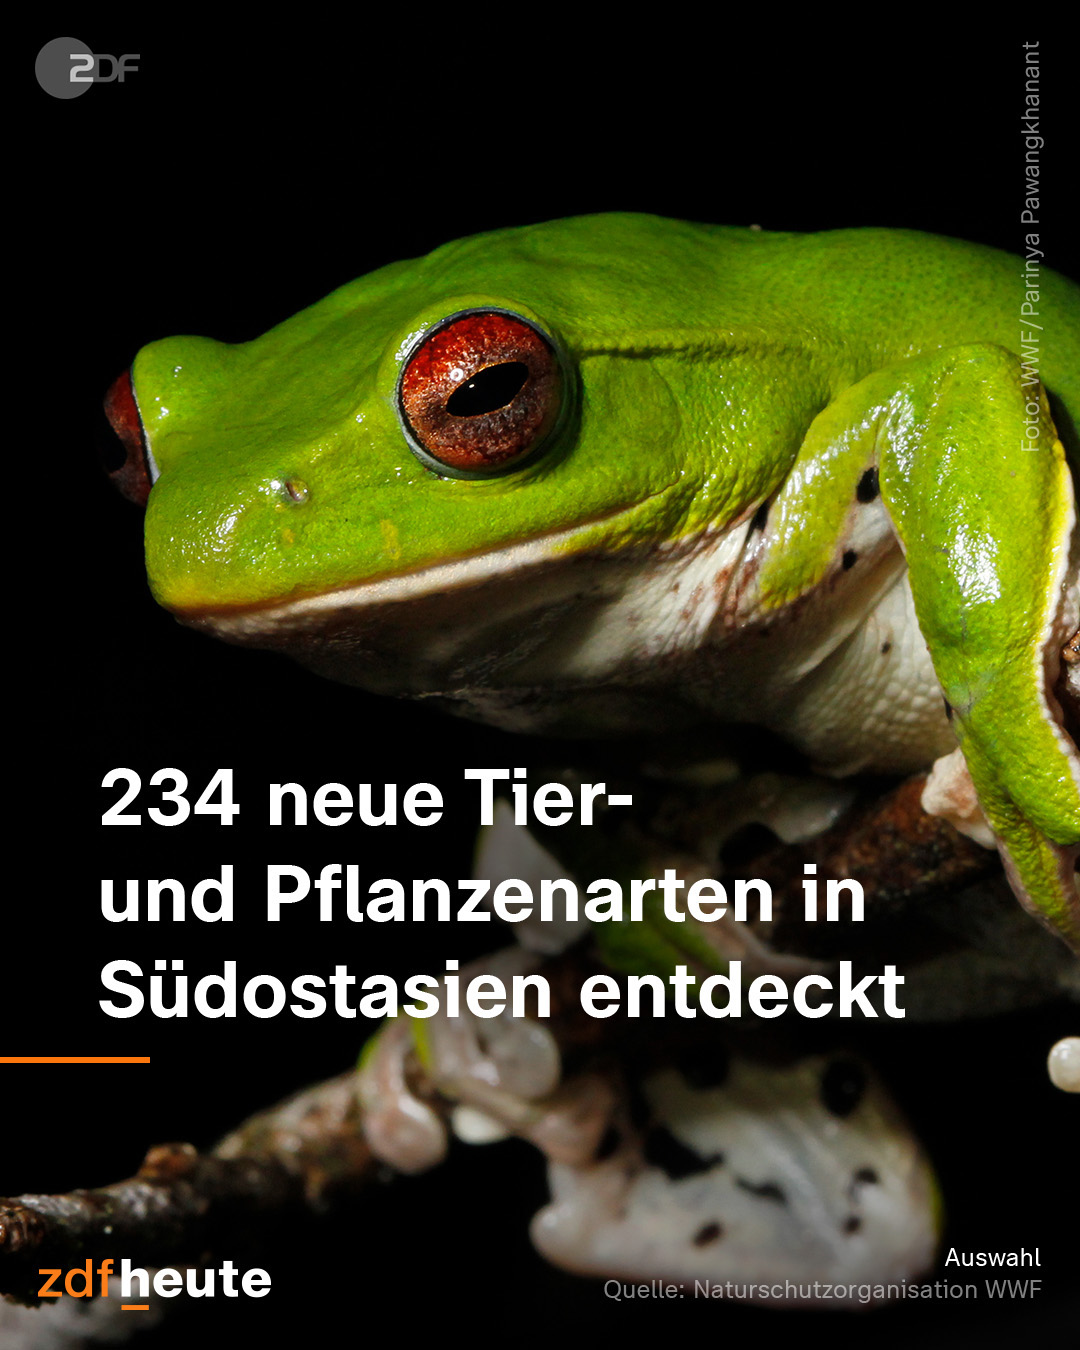 ZDF
Foto: WWF/Parinya Pawangkhanant
234 neue Tier-
und Pflanzenarten in
Südostasien entdeckt
zdfheute
Auswahl
Quelle: Naturschutzorganisation WWF